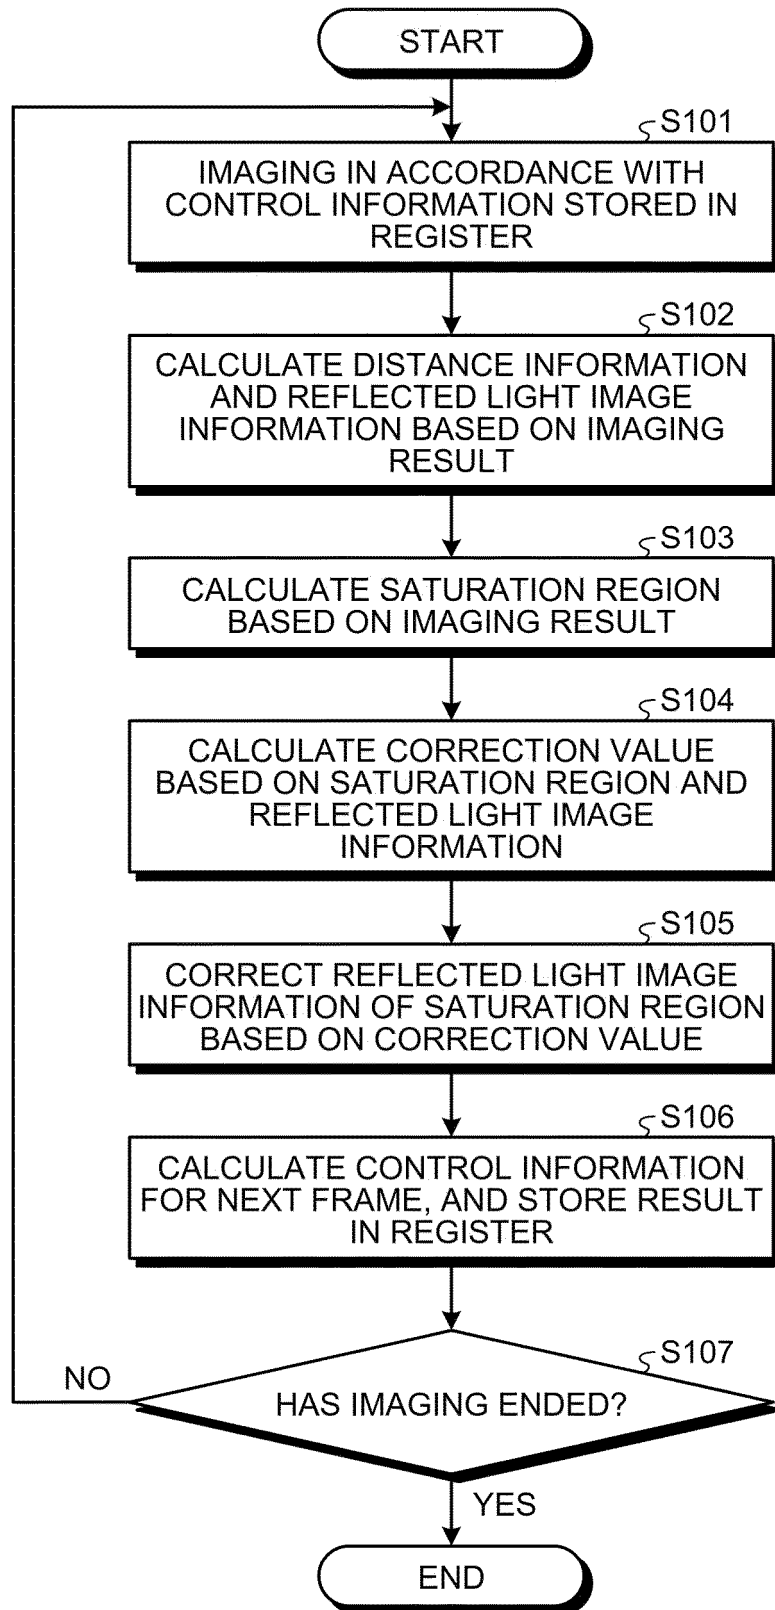 START
S101
IMAGING IN ACCORDANCE WITH
CONTROL INFORMATION STORED IN
REGISTER
S102
CALCULATE DISTANCE INFORMATION
AND REFLECTED LIGHT IMAGE
INFORMATION BASED ON IMAGING
RESULT
S103
CALCULATE SATURATION REGION
BASED ON IMAGING RESULT
S104
CALCULATE CORRECTION VALUE
BASED ON SATURATION REGION AND
REFLECTED LIGHT IMAGE
INFORMATION
S105
CORRECT REFLECTED LIGHT IMAGE
INFORMATION OF SATURATION REGION
BASED ON CORRECTION VALUE
S106
CALCULATE CONTROL INFORMATION
FOR NEXT FRAME, AND STORE RESULT
IN REGISTER
S107
NO
HAS IMAGING ENDED?
YES
END